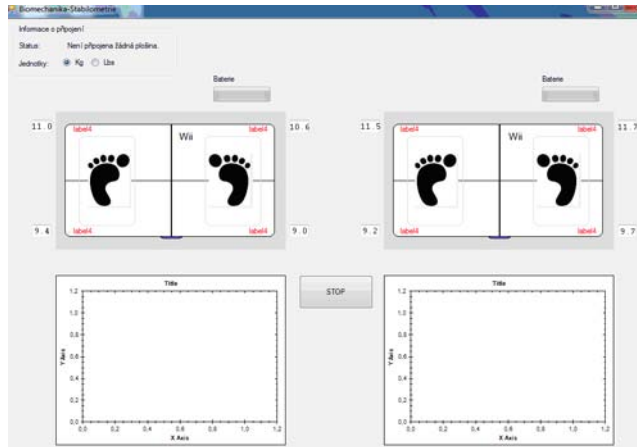 Biomechanika-Stabilometrie
Informace o připojení
Status: Není připojena žádná plošina.
Jednotky: Kg Lbs
Baterie Baterie
11.0 label4 Wii label4 10.6 11.5 label4 Wii label4 11.7
9.4 label4 label4 9.0 9.2 label4 label4 9.7
STOP
Title Title
1,2 1,2
1,0 1,0
0,8 0,8
Y Axis Y Axis
0,6 0,6
0,4 0,4
0,2 0,2
0,0 0,0
0,0 0,2 0,4 0,6 0,8 1,0 1,2 0,0 0,2 0,4 0,6 0,8 1,0 1,2
X Axis X Axis